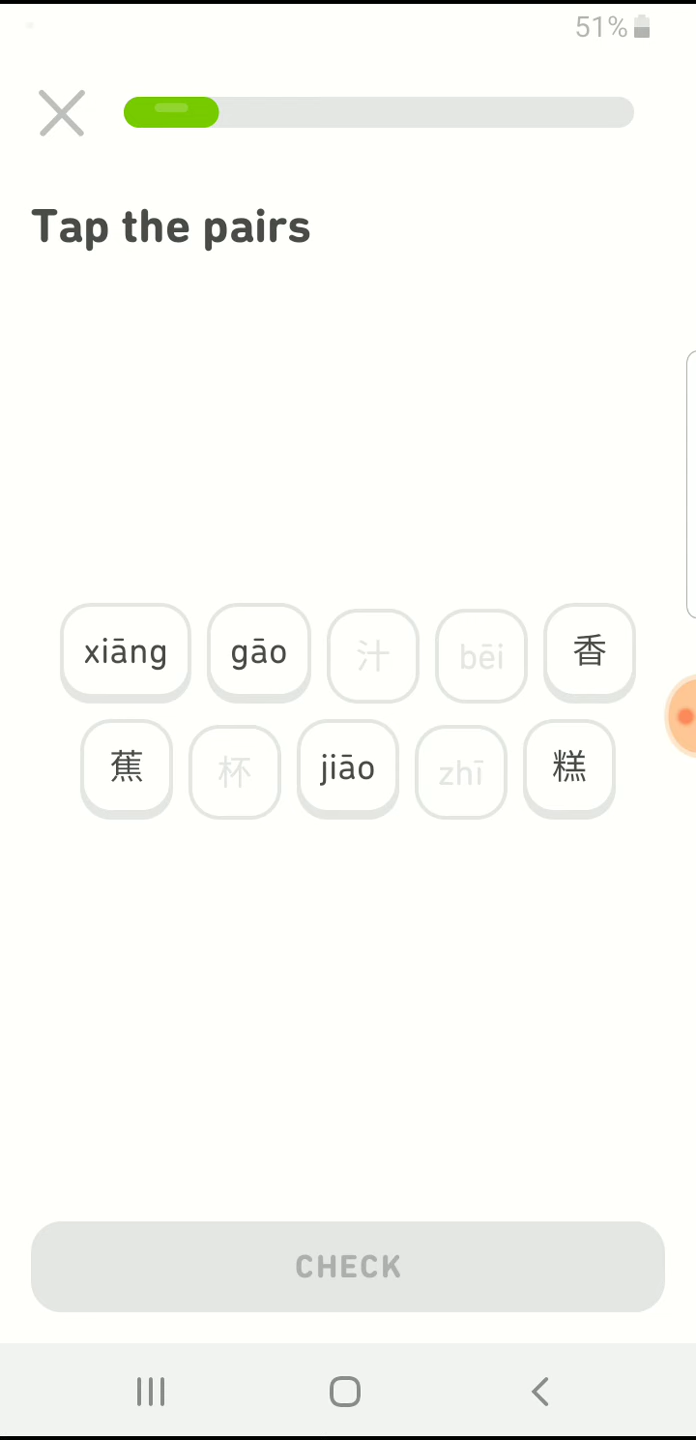 51%
Tap the pairs
xiāng gāo 汁 bēi 香
蕉 杯 jiāo zhī 糕
CHECK